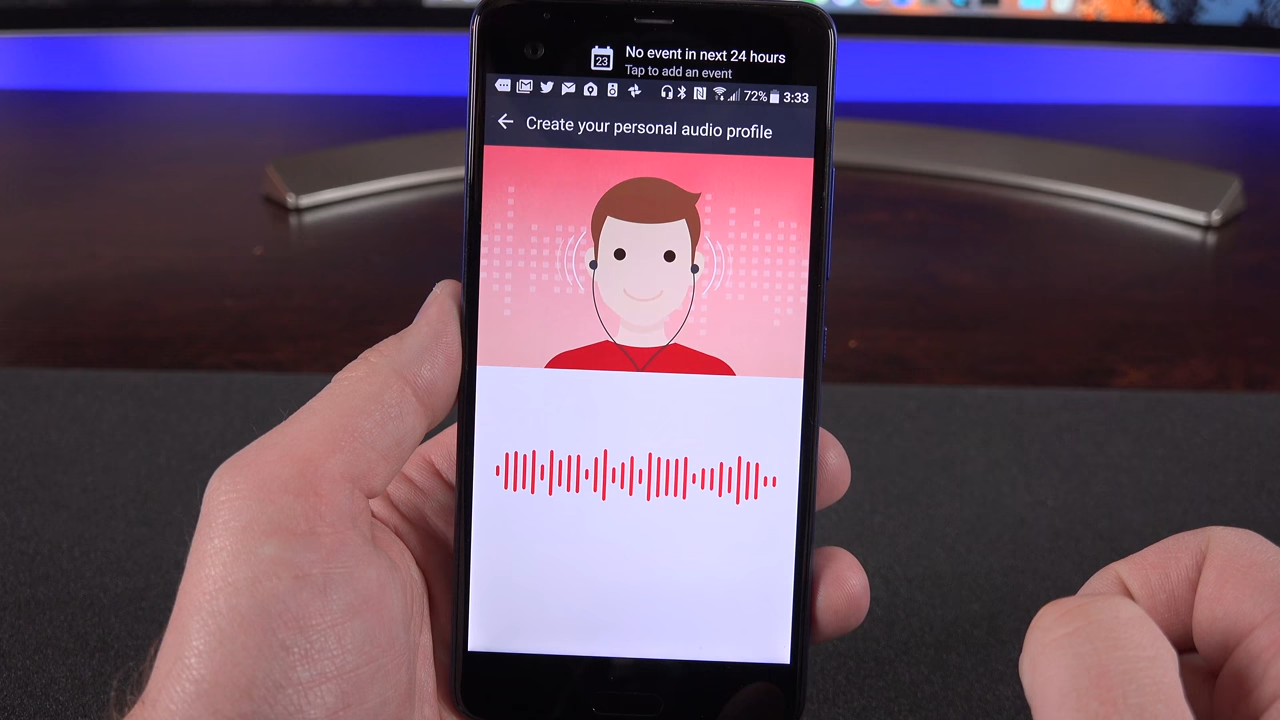 No event in next 24 hours
23
Tap to add an event
72% 3:33
Create your personal audio profile